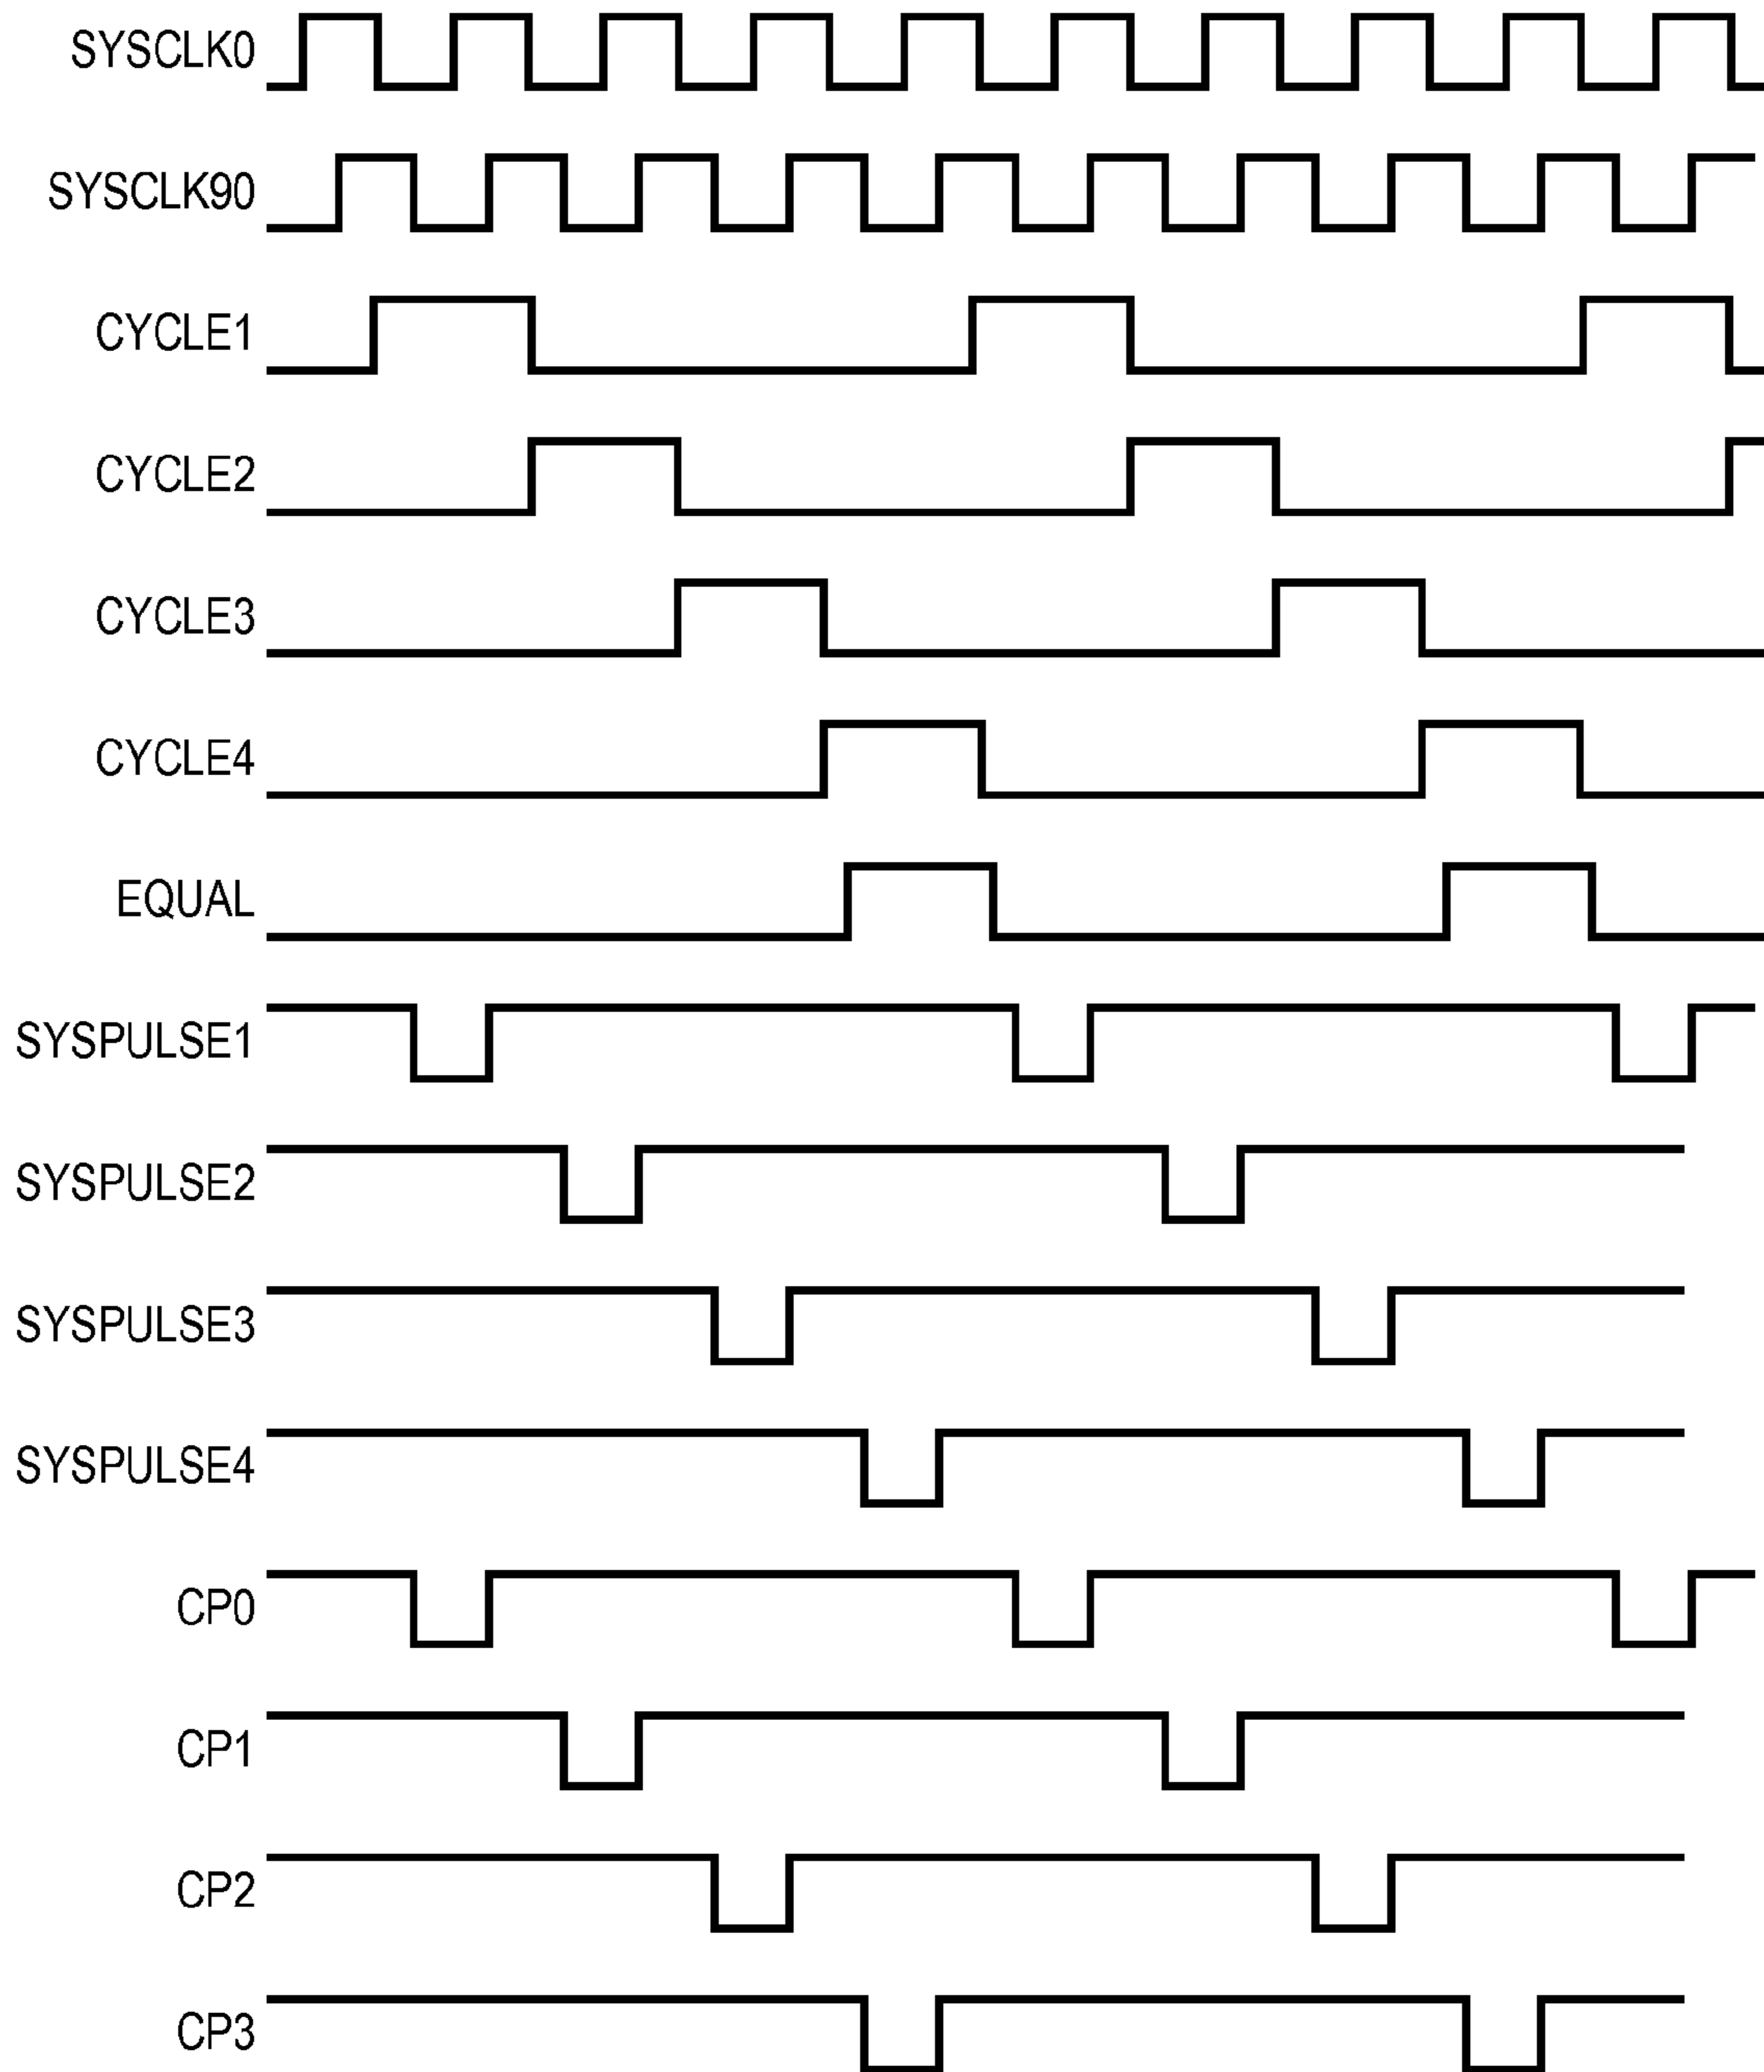 SYSCLK0
SYSCLK90
CYCLE1
CYCLE2
CYCLE3
CYCLE4
EQUAL
SYSPULSE1
SYSPULSE2
SYSPULSE3
SYSPULSE4
CP0
CP1
CP2
CP3